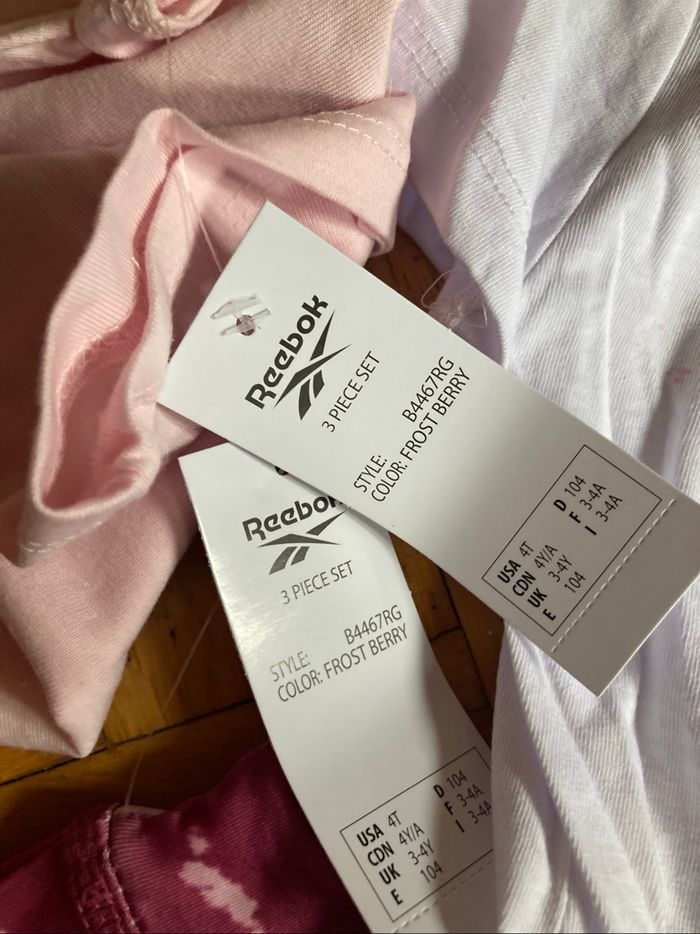 Reebok
3 PIECE SET
STYLE: B4467RG
COLOR: FROST BERRY
USA 4T D 104
CDN 4Y/A F 3-4A
UK 3-4Y I 3-4A
E 104
Reebok
3 PIECE SET
STYLE: B4467RG
COLOR: FROST BERRY
USA 4T D 104
CDN 4Y/A F 3-4A
UK 3-4Y I 3-4A
E 104